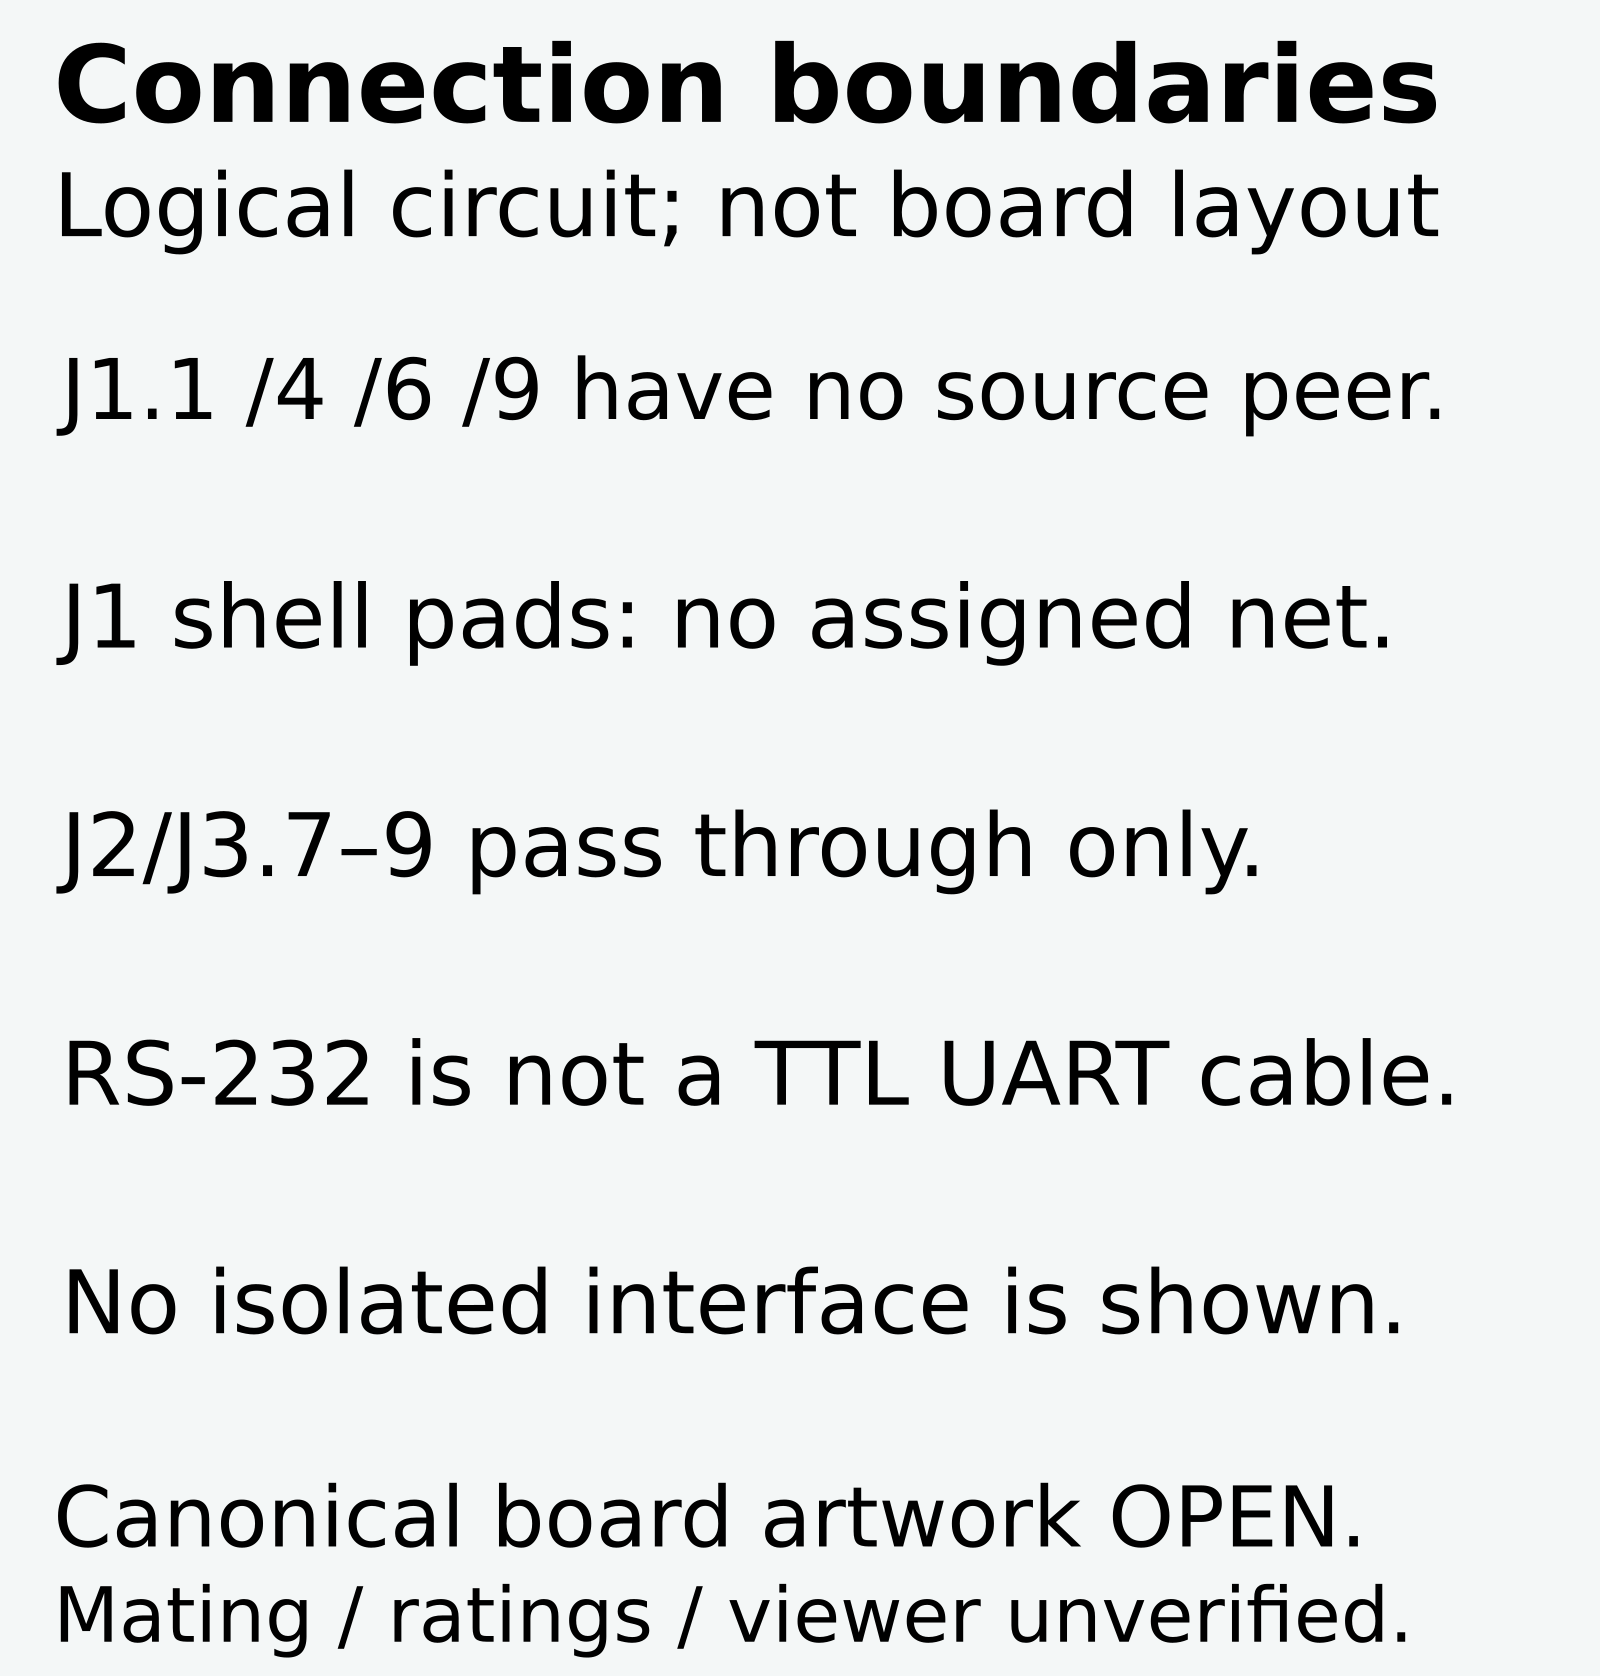 Connection boundaries
Logical circuit; not board layout
J1.1 /4 /6 /9 have no source peer.
J1 shell pads: no assigned net.
J2/J3.7–9 pass through only.
RS-232 is not a TTL UART cable.
No isolated interface is shown.
Canonical board artwork OPEN.
Mating / ratings / viewer unverified.